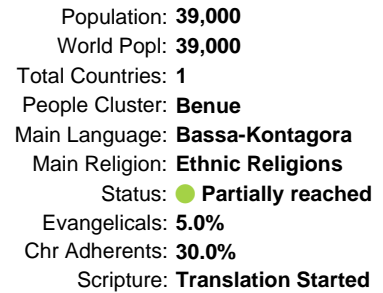 Population: 39,000
World Popl: 39,000
Total Countries: 1
People Cluster: Benue
Main Language: Bassa-Kontagora
Main Religion: Ethnic Religions
Status: Partially reached
Evangelicals: 5.0%
Chr Adherents: 30.0%
Scripture: Translation Started